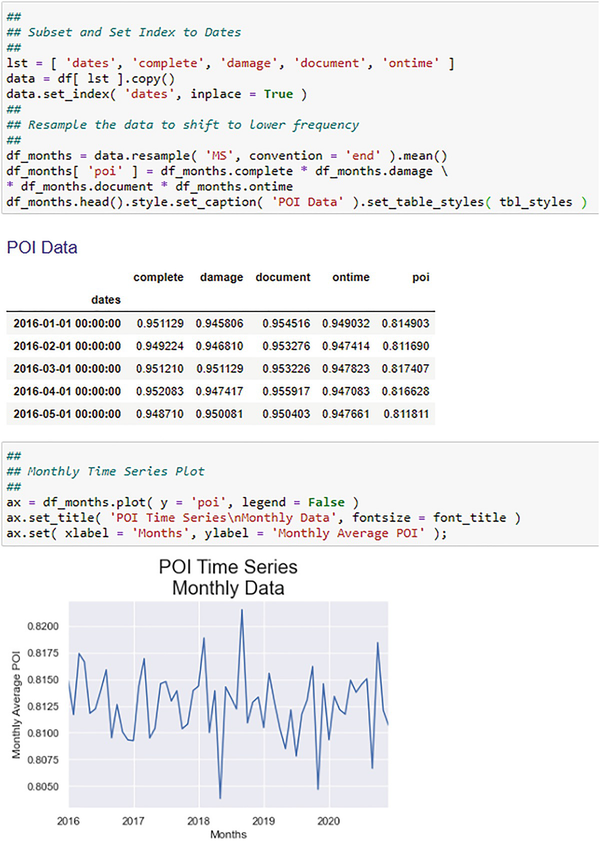 ##
## Subset and Set Index to Dates
##
lst = [ 'dates', 'complete', 'damage', 'document', 'ontime' ]
data = df[ lst ].copy()
data.set_index( 'dates', inplace = True )
##
## Resample the data to shift to lower frequency
##
df_months = data.resample( 'MS', convention = 'end' ).mean()
df_months[ 'poi' ] = df_months.complete * df_months.damage \
* df_months.document * df_months.ontime
df_months.head().style.set_caption( 'POI Data' ).set_table_styles( tbl_styles )
POI Data
complete damage document ontime poi
dates
2016-01-01 00:00:00 0.951129 0.945806 0.954516 0.949032 0.814903
2016-02-01 00:00:00 0.949224 0.946810 0.953276 0.947414 0.811690
2016-03-01 00:00:00 0.951210 0.951129 0.953226 0.947823 0.817407
2016-04-01 00:00:00 0.952083 0.947417 0.955917 0.947083 0.816628
2016-05-01 00:00:00 0.948710 0.950081 0.950403 0.947661 0.811811
##
## Monthly Time Series Plot
##
ax = df_months.plot( y = 'poi', legend = False )
ax.set_title( 'POI Time Series\nMonthly Data', fontsize = font_title )
ax.set( xlabel = 'Months', ylabel = 'Monthly Average POI' );
POI Time Series
Monthly Data
Monthly Average POI
0.8200
0.8175
0.8150
0.8125
0.8100
0.8075
0.8050
2016 2017 2018 2019 2020
Months